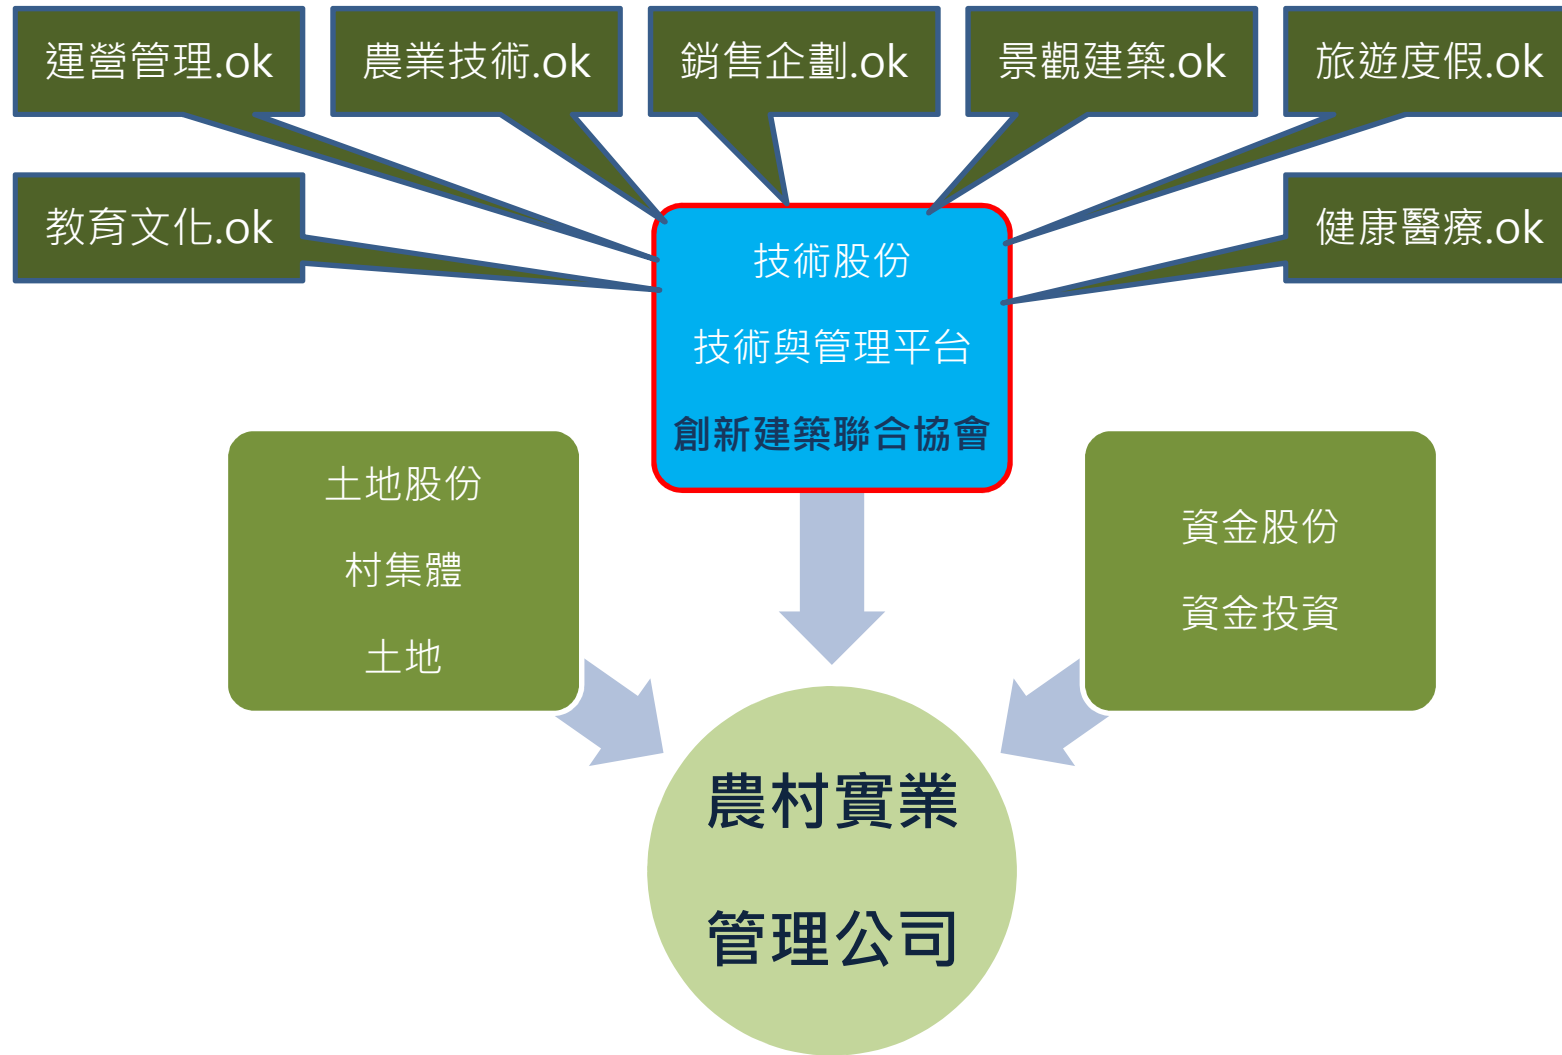 運營管理.ok
農業技術.ok
銷售企劃.ok
景觀建築.ok
旅遊度假.ok
教育文化.ok
健康醫療.ok
技術股份
技術與管理平台
創新建築聯合協會
土地股份
村集體
土地
資金股份
資金投資
農村實業
管理公司